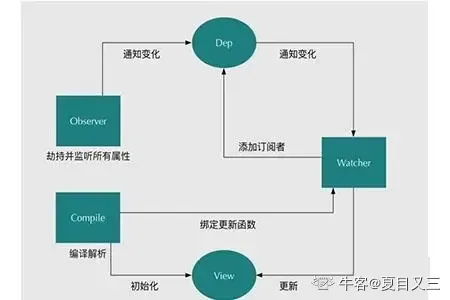 Dep
通知变化
通知变化
Observer
劫持并监听所有属性
添加订阅者
Watcher
Compile
绑定更新函数
编译解析
初始化
View
更新
牛客@夏目又三